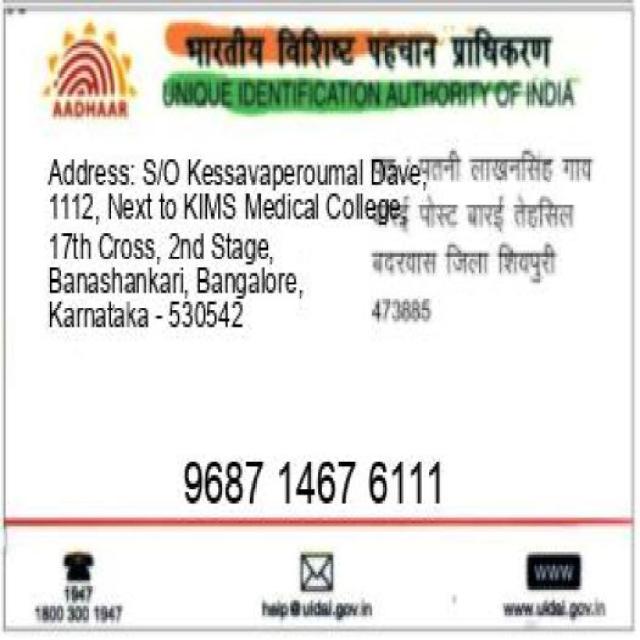 भारतीय विशिष्ट पहचान प्राधिकरण
AADHAAR
UNIQUE IDENTIFICATION AUTHORITY OF INDIA
Address: S/O Kessavaperoumal Dave,
1112, Next to KIMS Medical College,
17th Cross, 2nd Stage,
Banashankari, Bangalore,
Karnataka - 530542
पतनी लाखनसिंह गाय
पोस्ट बारई तेहसिल
बदरवास जिला शिवपुरी
473885
9687 1467 6111
1947
1800 300 1947
help@uidai.gov.in
www
www.uidai.gov.in